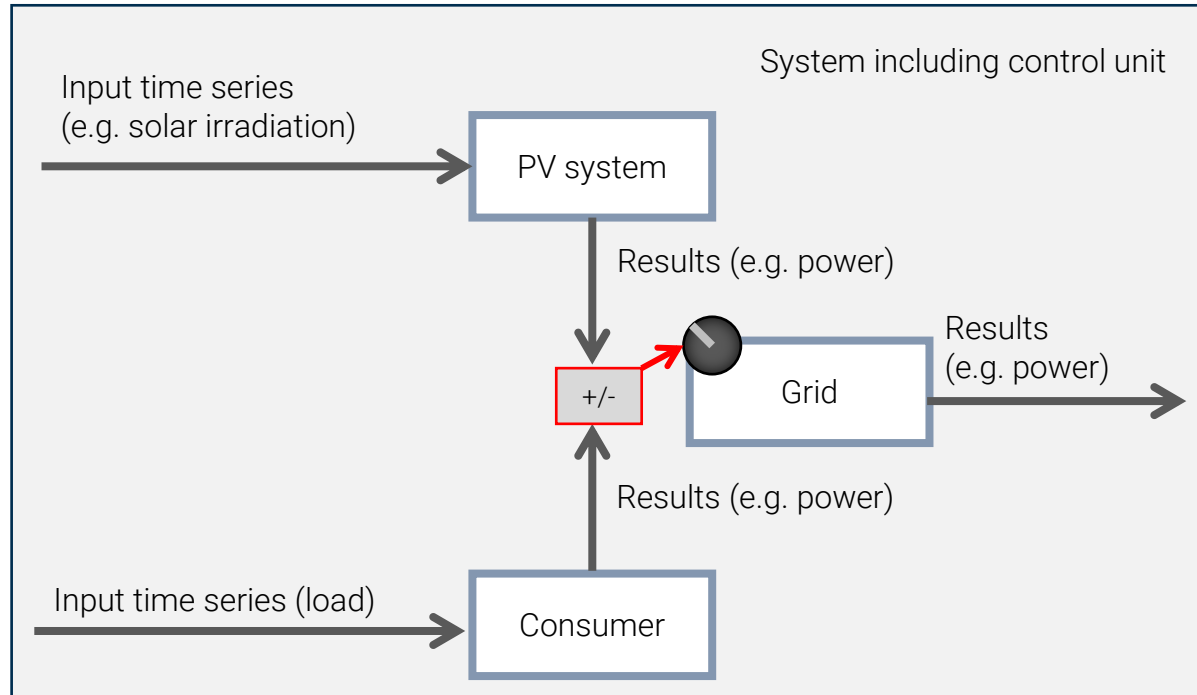 System including control unit
Input time series
(e.g. solar irradiation)
PV system
Results (e.g. power)
Results
(e.g. power)
+/-
Grid
Results (e.g. power)
Input time series (load)
Consumer